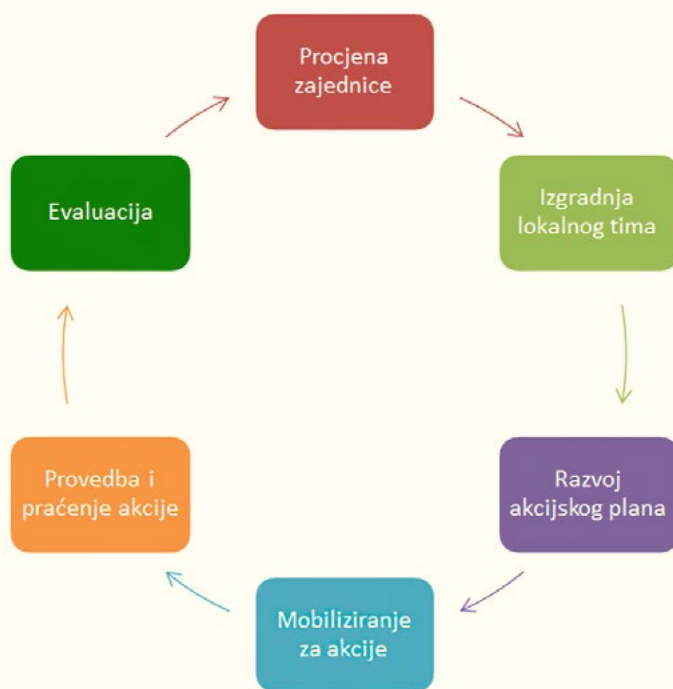 Procjena
zajednice
Izgradnja
lokalnog tima
Razvoj
akcijskog plana
Mobiliziranje
za akcije
Provedba i
praćenje akcije
Evaluacija